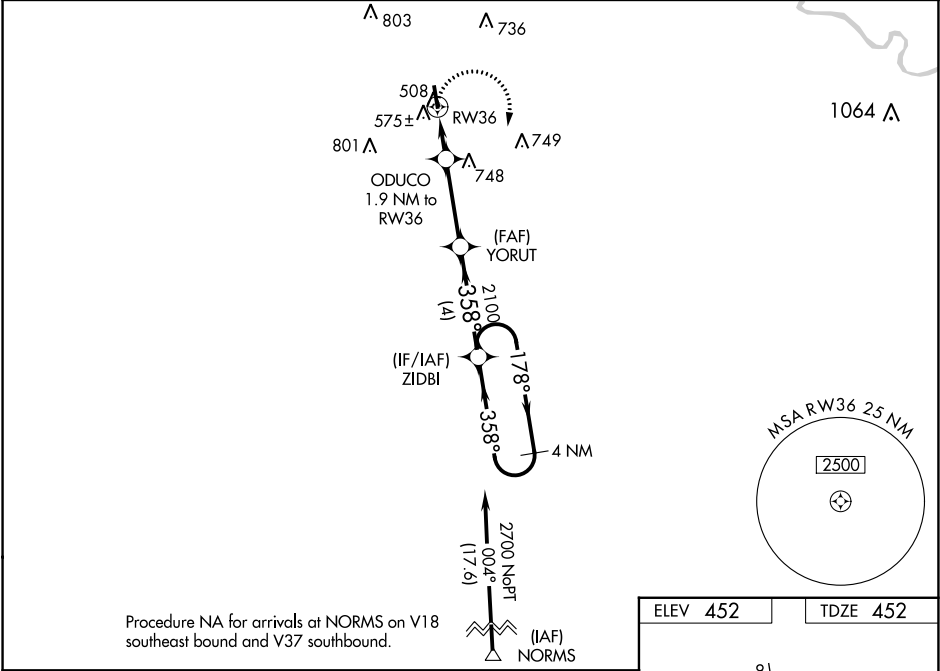 803
736
508
575±
RW36
1064
801
749
748
ODUCO
1.9 NM to
RW36
(FAF)
YORUT
358°
(4)
2100
(IF/IAF)
ZIDBI
178°
358°
4 NM
MSA RW36 25 NM
2500
2700 NoPT
004°
(17.6)
Procedure NA for arrivals at NORMS on V18
southeast bound and V37 southbound.
(IAF)
NORMS
ELEV 452
TDZE 452